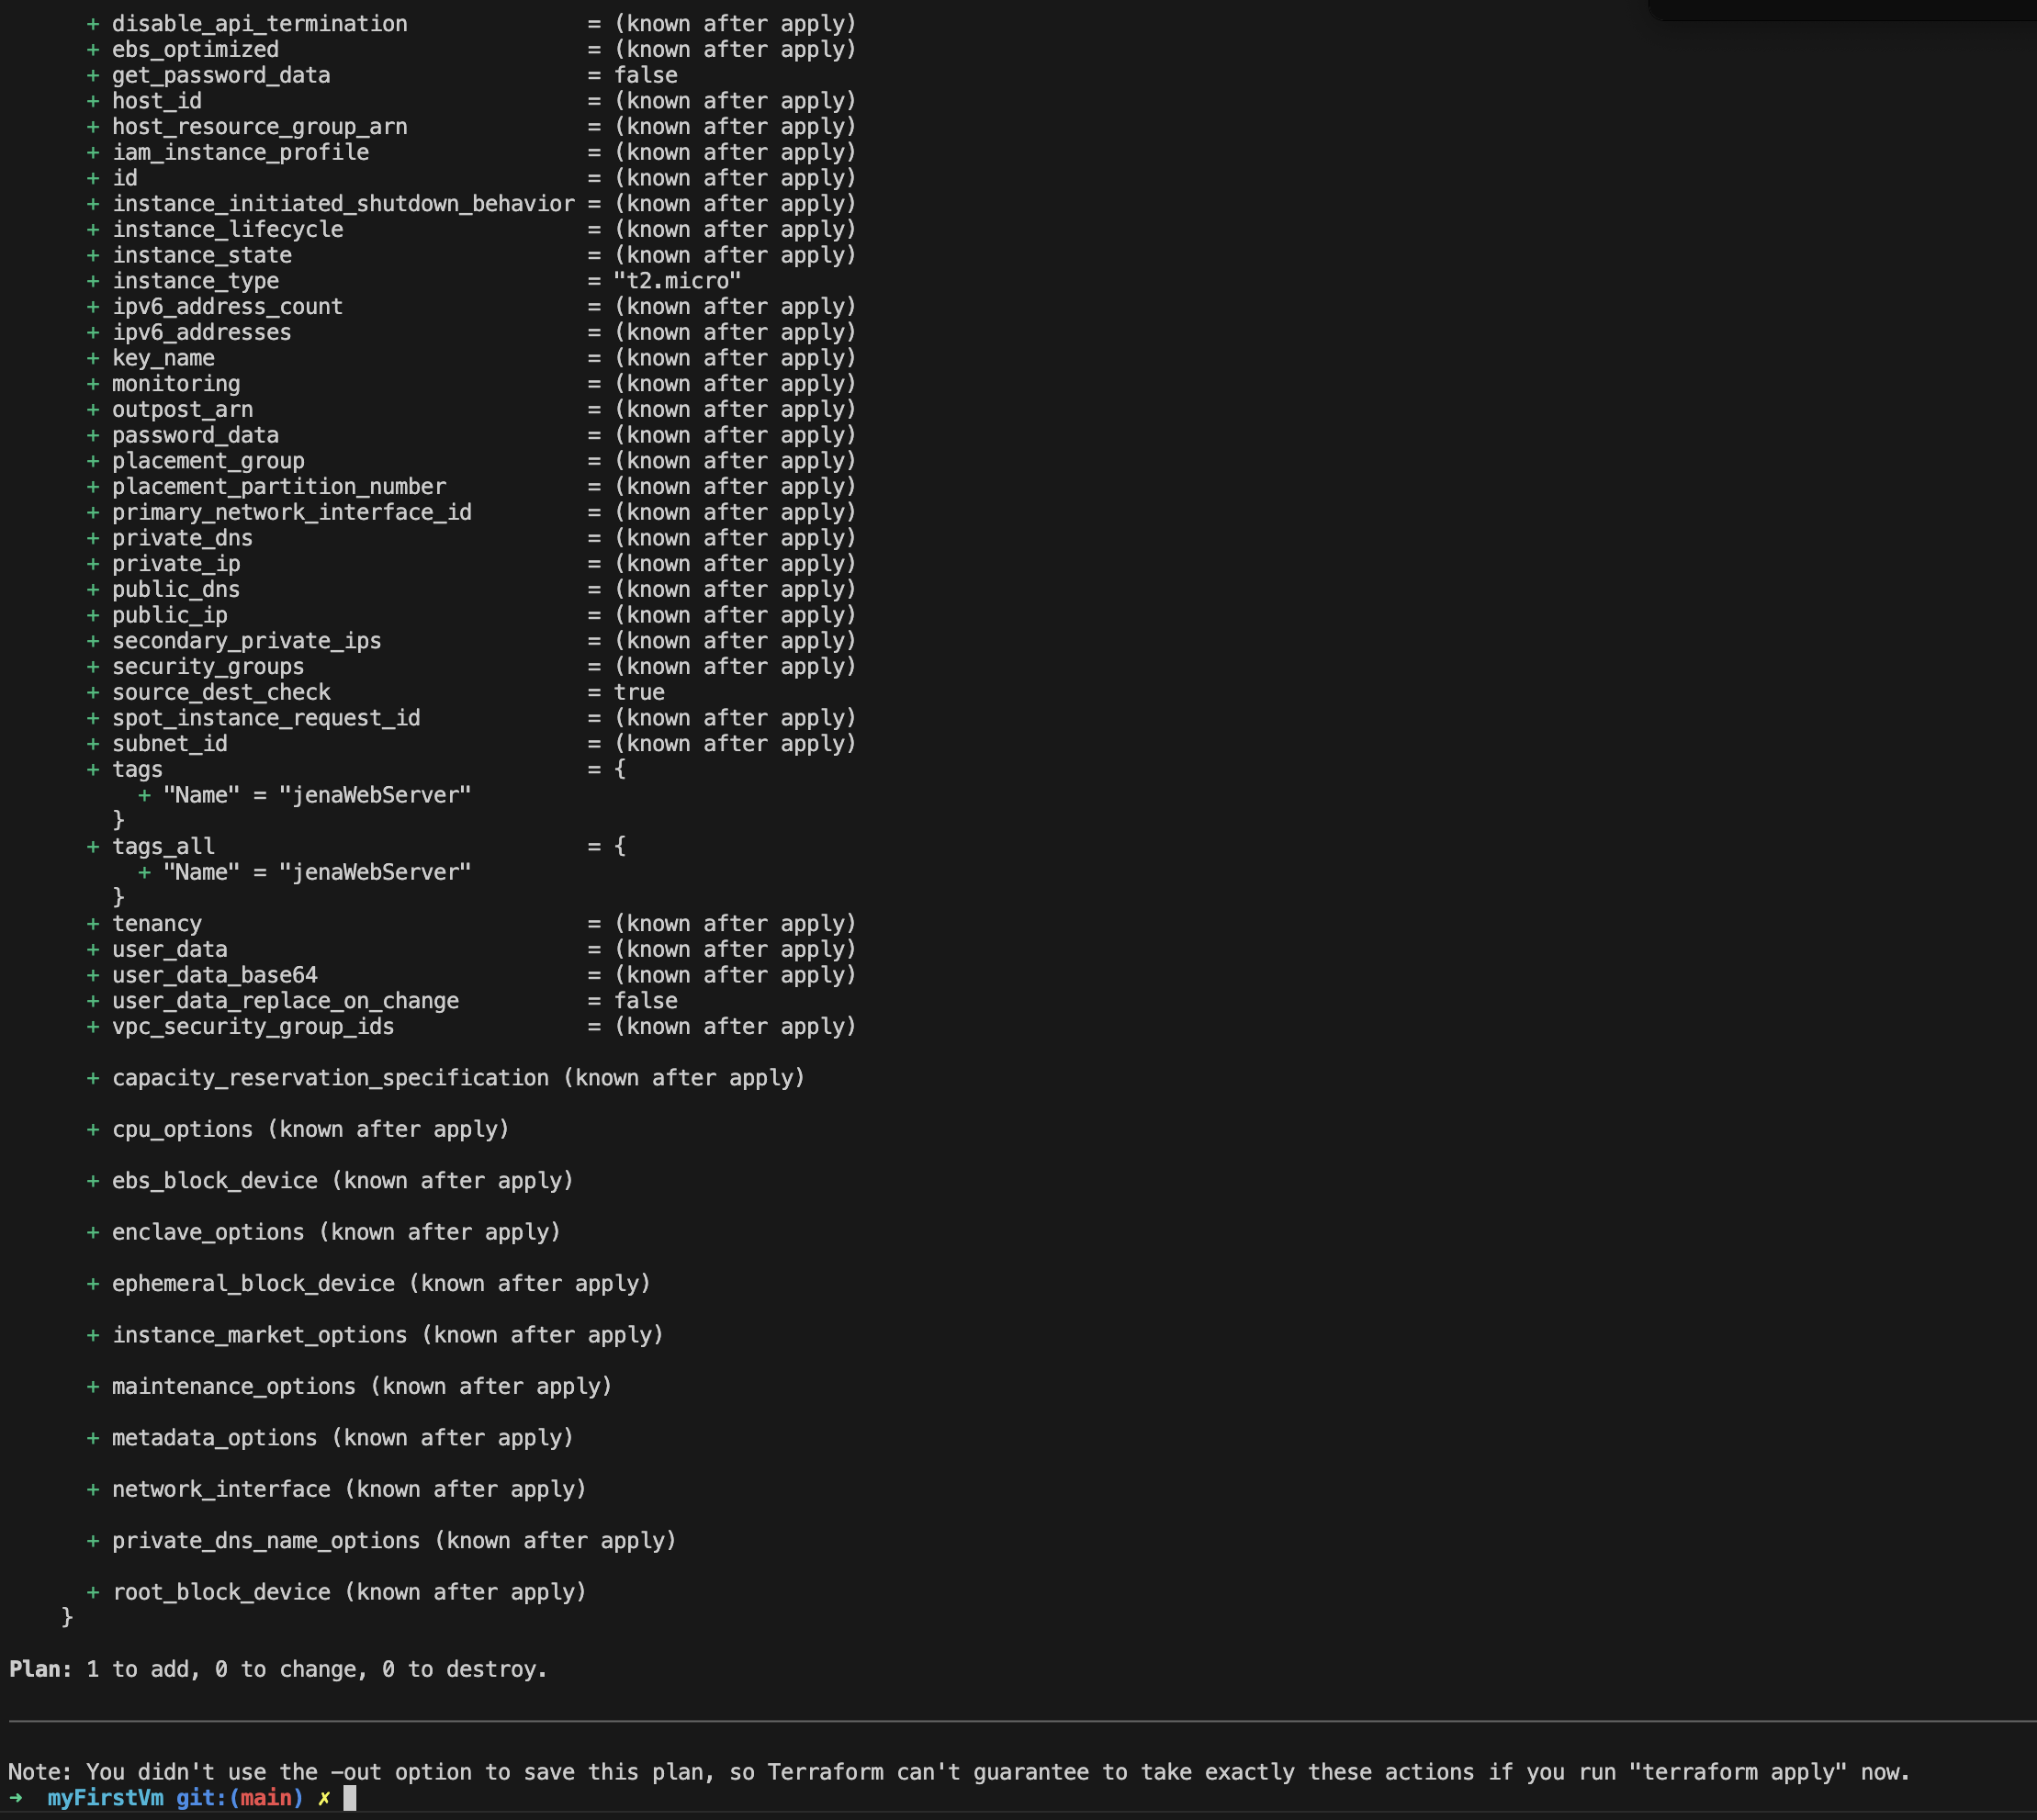 + disable_api_termination              = (known after apply)
+ ebs_optimized                        = (known after apply)
+ get_password_data                    = false
+ host_id                              = (known after apply)
+ host_resource_group_arn              = (known after apply)
+ iam_instance_profile                 = (known after apply)
+ id                                   = (known after apply)
+ instance_initiated_shutdown_behavior = (known after apply)
+ instance_lifecycle                   = (known after apply)
+ instance_state                       = (known after apply)
+ instance_type                        = "t2.micro"
+ ipv6_address_count                   = (known after apply)
+ ipv6_addresses                       = (known after apply)
+ key_name                             = (known after apply)
+ monitoring                           = (known after apply)
+ outpost_arn                          = (known after apply)
+ password_data                        = (known after apply)
+ placement_group                      = (known after apply)
+ placement_partition_number           = (known after apply)
+ primary_network_interface_id         = (known after apply)
+ private_dns                          = (known after apply)
+ private_ip                           = (known after apply)
+ public_dns                           = (known after apply)
+ public_ip                            = (known after apply)
+ secondary_private_ips                = (known after apply)
+ security_groups                      = (known after apply)
+ source_dest_check                    = true
+ spot_instance_request_id             = (known after apply)
+ subnet_id                            = (known after apply)
+ tags                                 = {
+ "Name" = "jenaWebServer"
}
+ tags_all                             = {
+ "Name" = "jenaWebServer"
}
+ tenancy                              = (known after apply)
+ user_data                            = (known after apply)
+ user_data_base64                     = (known after apply)
+ user_data_replace_on_change          = false
+ vpc_security_group_ids               = (known after apply)
+ capacity_reservation_specification (known after apply)
+ cpu_options (known after apply)
+ ebs_block_device (known after apply)
+ enclave_options (known after apply)
+ ephemeral_block_device (known after apply)
+ instance_market_options (known after apply)
+ maintenance_options (known after apply)
+ metadata_options (known after apply)
+ network_interface (known after apply)
+ private_dns_name_options (known after apply)
+ root_block_device (known after apply)
}
Plan: 1 to add, 0 to change, 0 to destroy.
Note: You didn't use the -out option to save this plan, so Terraform can't guarantee to take exactly these actions if you run "terraform apply" now.
➜  myFirstVm git:(main) ✗